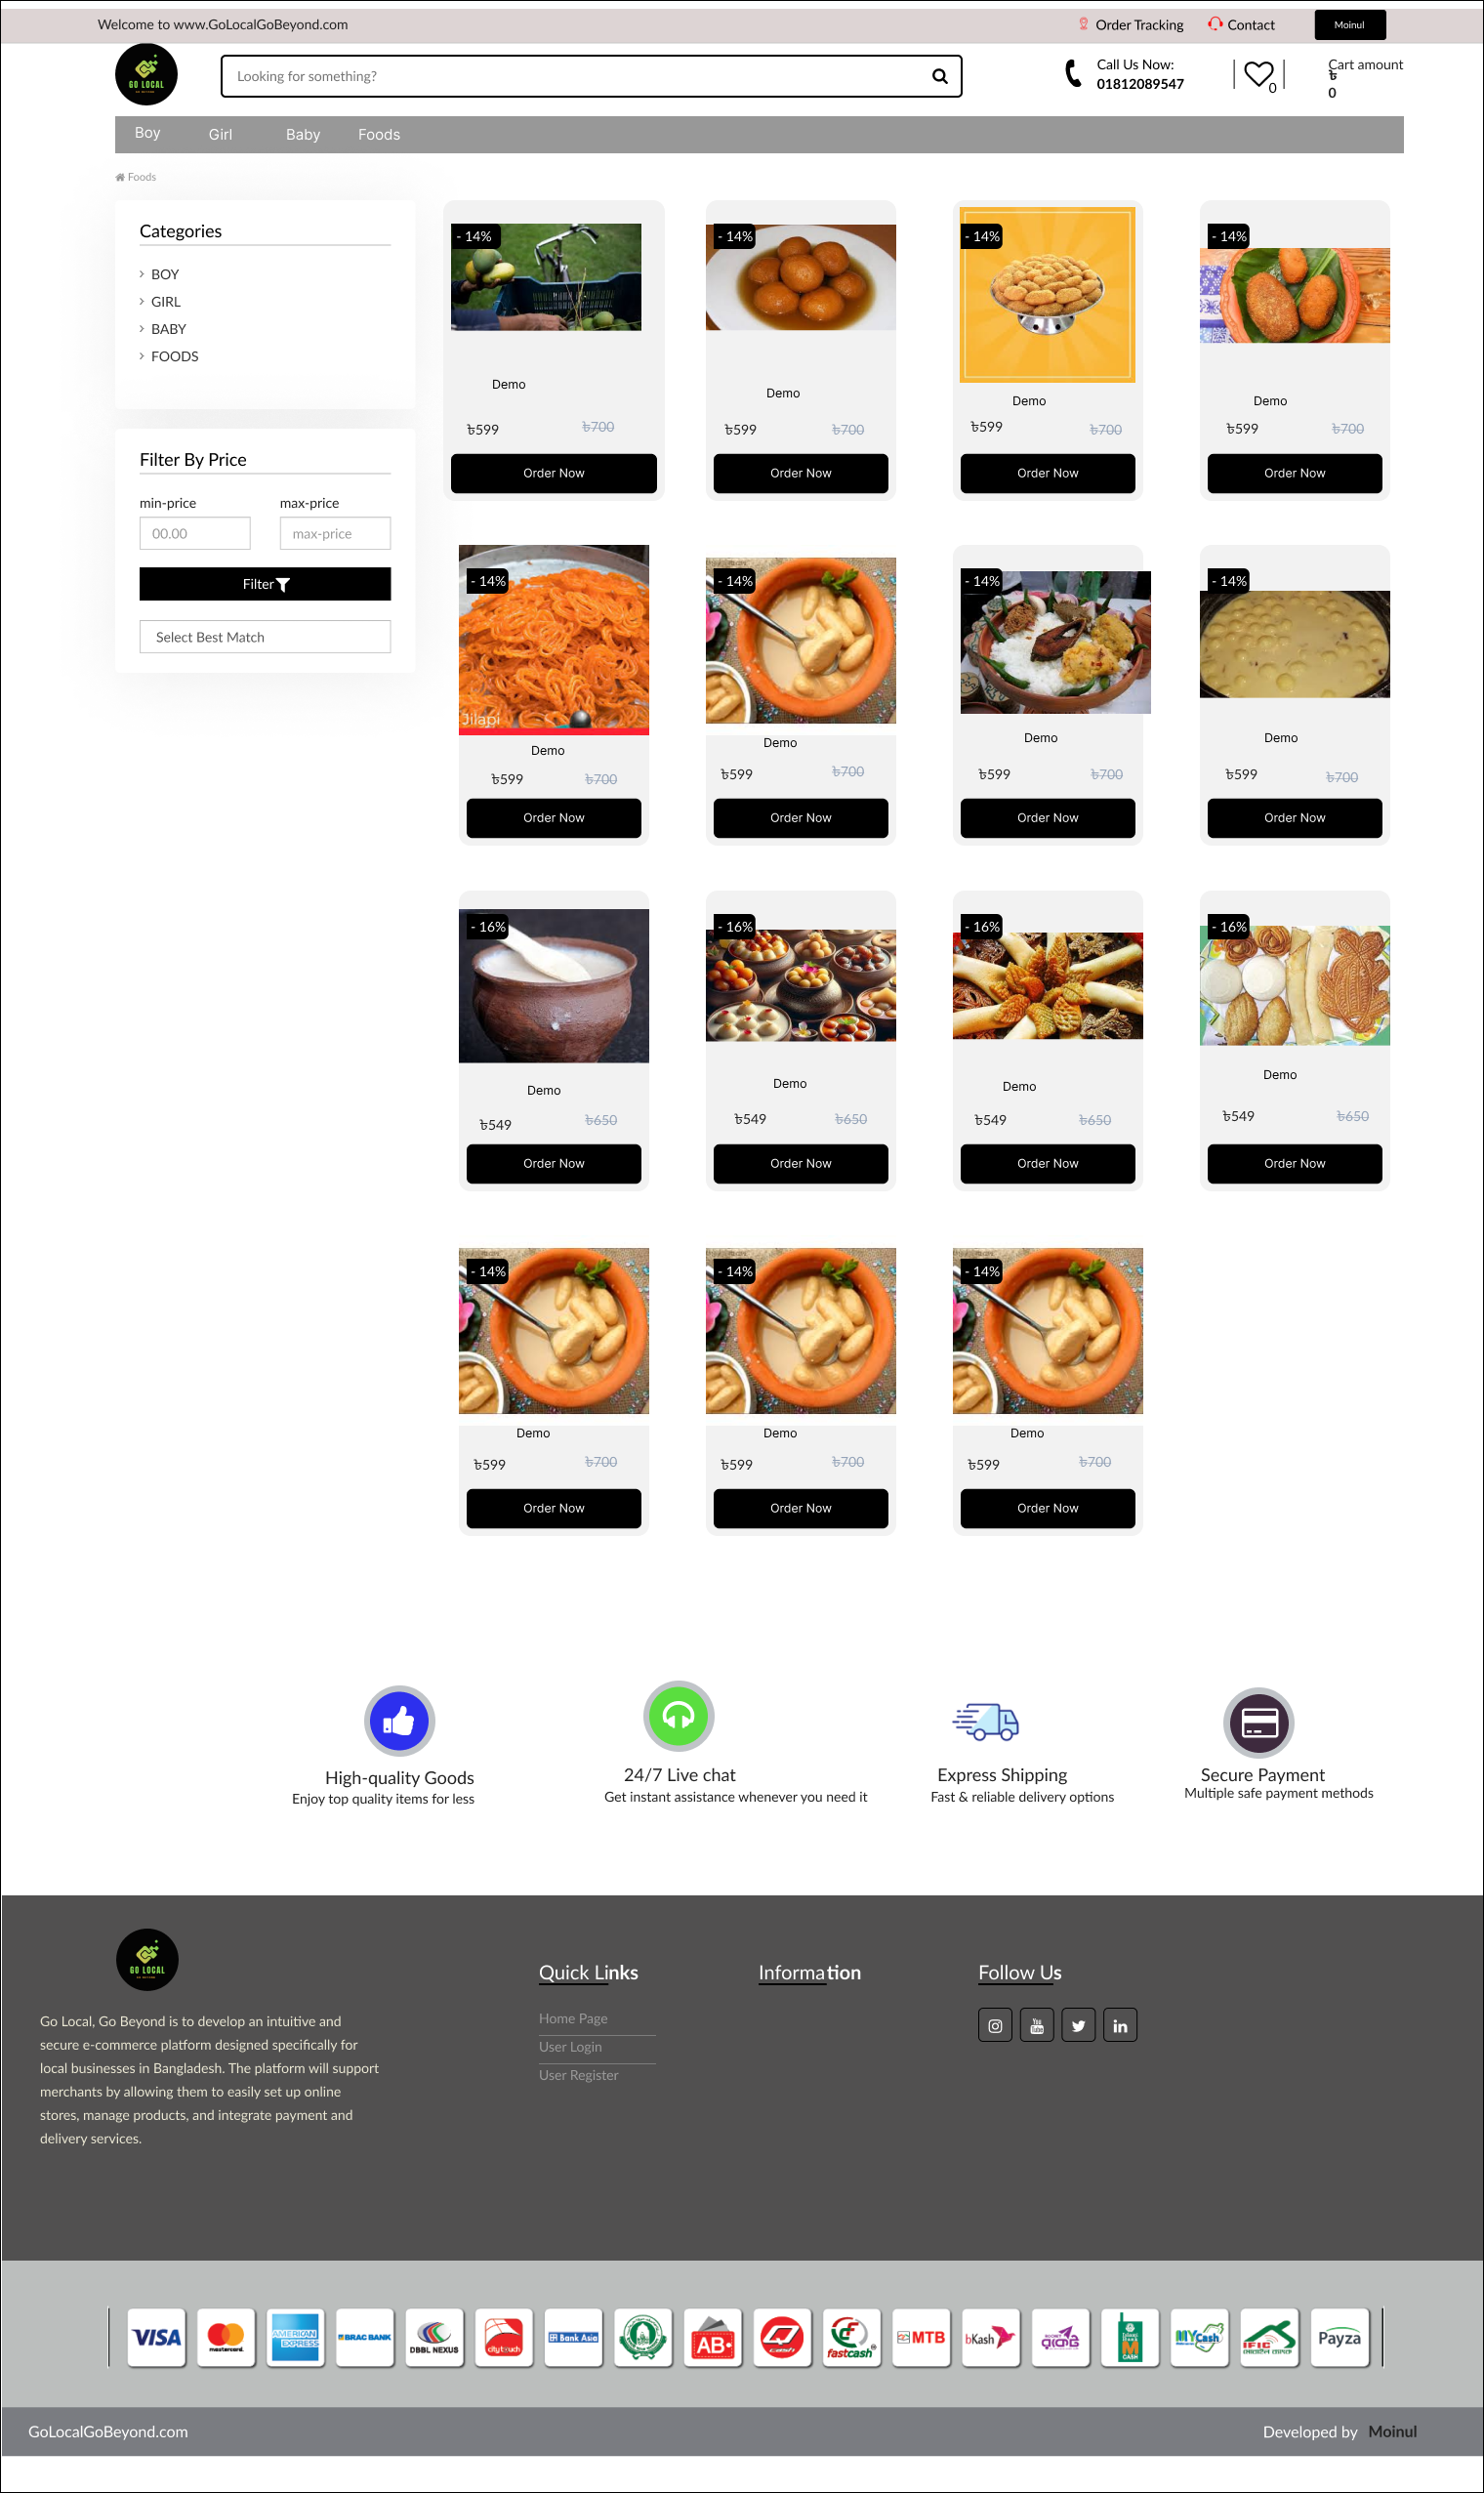 Welcome to www.GoLocalGoBeyond.com
Order Tracking
Contact
Moinul
GO LOCAL
Looking for something?
Call Us Now:
01812089547
0
Cart amount
৳
0
Boy
Girl
Baby
Foods
Foods
Categories
BOY
GIRL
BABY
FOODS
Filter By Price
min-price
max-price
00.00
max-price
Filter
Select Best Match
- 14%
Demo
৳599
৳700
Order Now
- 14%
Demo
৳599
৳700
Order Now
- 14%
Demo
৳599
৳700
Order Now
- 14%
Demo
৳599
৳700
Order Now
- 14%
Jilapi
Demo
৳599
৳700
Order Now
- 14%
Demo
৳599
৳700
Order Now
- 14%
Demo
৳599
৳700
Order Now
- 14%
Demo
৳599
৳700
Order Now
- 16%
Demo
৳549
৳650
Order Now
- 16%
Demo
৳549
৳650
Order Now
- 16%
Demo
৳549
৳650
Order Now
- 16%
Demo
৳549
৳650
Order Now
- 14%
Demo
৳599
৳700
Order Now
- 14%
Demo
৳599
৳700
Order Now
- 14%
Demo
৳599
৳700
Order Now
High-quality Goods
Enjoy top quality items for less
24/7 Live chat
Get instant assistance whenever you need it
Express Shipping
Fast & reliable delivery options
Secure Payment
Multiple safe payment methods
GO LOCAL
Go Local, Go Beyond is to develop an intuitive and
secure e-commerce platform designed specifically for
local businesses in Bangladesh. The platform will support
merchants by allowing them to easily set up online
stores, manage products, and integrate payment and
delivery services.
Quick Links
Home Page
User Login
User Register
Information
Follow Us
You
Tube
VISA
mastercard
AMERICAN
EXPRESS
BRAC BANK
DBBL NEXUS
citytouch
Bank Asia
AB
Q
cash
fastcash
MTB
bKash
CASH
MYCash
IFIC
Payza
GoLocalGoBeyond.com
Developed by Moinul